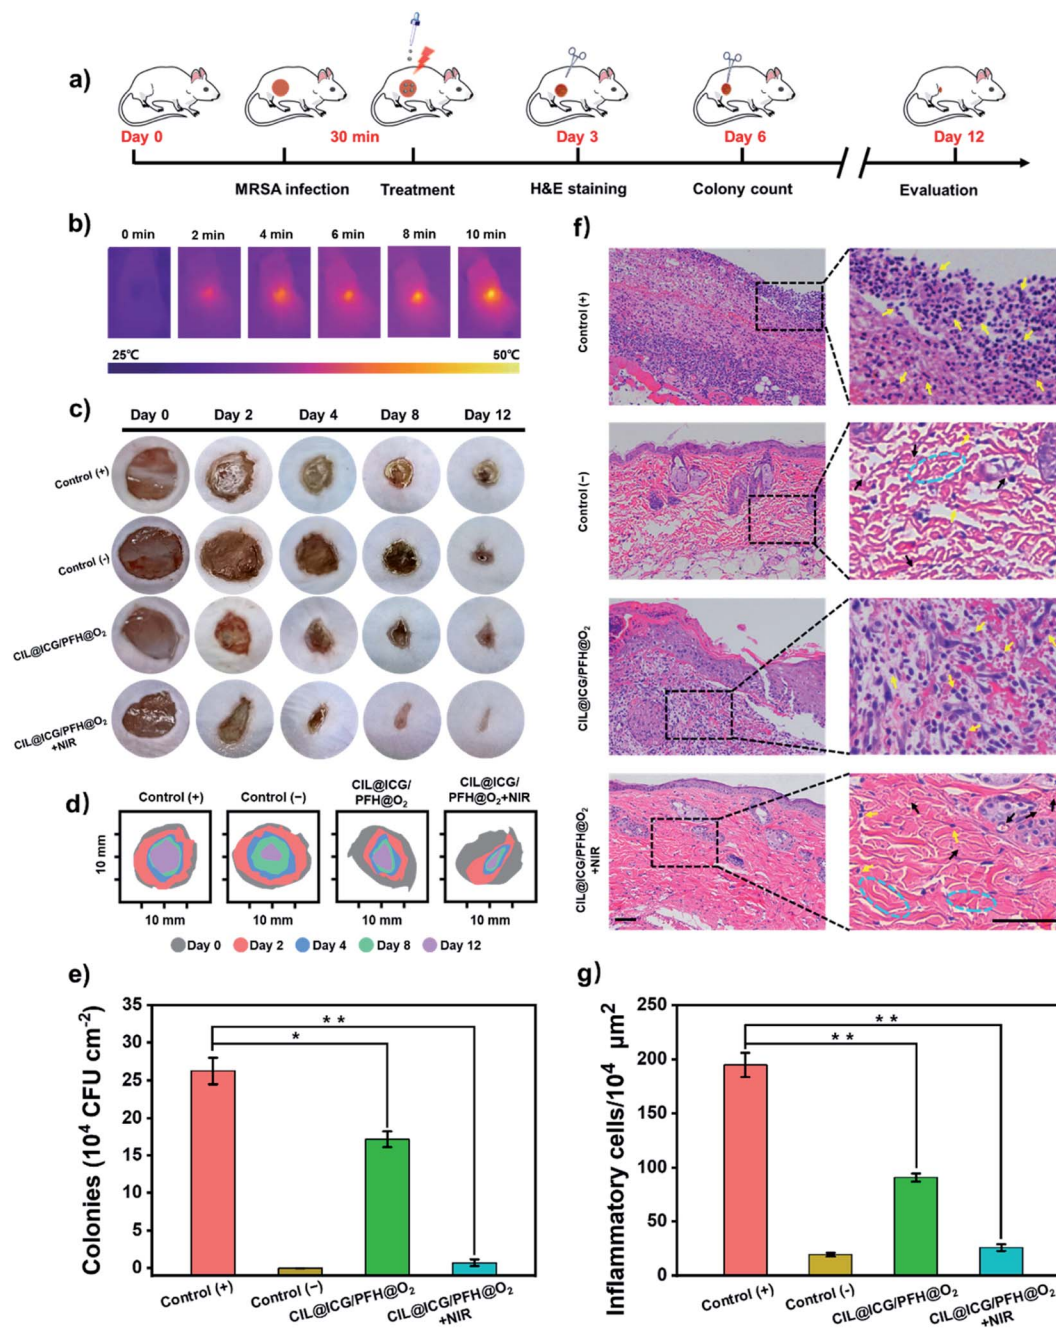 a)
Day 0
30 min
Day 3
Day 6
Day 12
MRSA infection
Treatment
H&E staining
Colony count
Evaluation
b)
0 min
2 min
4 min
6 min
8 min
10 min
25℃
50℃
c)
Day 0
Day 2
Day 4
Day 8
Day 12
Control (+)
Control (-)
CIL@ICG/PFH@O₂
CIL@ICG/PFH@O₂
+NIR
d)
Control (+)
Control (−)
CIL@ICG/
PFH@O₂
CIL@ICG/
PFH@O₂+NIR
10 mm
10 mm
10 mm
10 mm
10 mm
Day 0
Day 2
Day 4
Day 8
Day 12
e)
Colonies (10⁴ CFU cm⁻²)
35
30
25
20
15
10
5
0
* *
*
Control (+)
Control (−)
CIL@ICG/PFH@O₂
CIL@ICG/PFH@O₂
+NIR
f)
Control (+)
Control (−)
CIL@ICG/PFH@O₂
CIL@ICG/PFH@O₂
+NIR
g)
Inflammatory cells/10⁴ μm²
250
200
150
100
50
0
* *
* *
Control (+)
Control (-)
CIL@ICG/PFH@O₂
CIL@ICG/PFH@O₂
+NIR